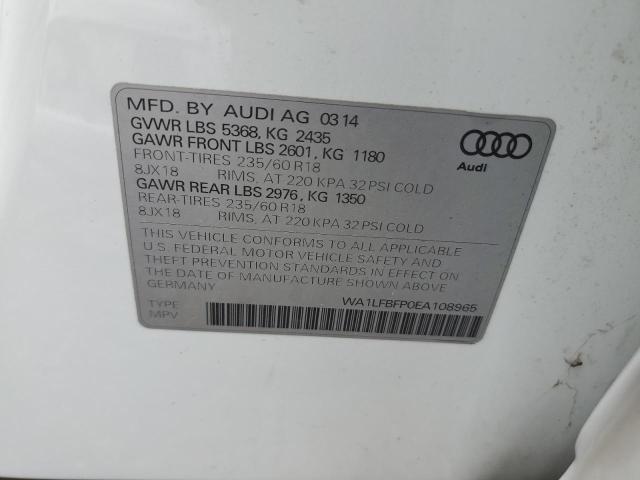 MFD. BY AUDI AG 03 14
GVWR LBS 5368, KG 2435
GAWR FRONT LBS 2601, KG 1180
FRONT-TIRES 235/60 R18
8JX18 RIMS, AT 220 KPA 32 PSI COLD
GAWR REAR LBS 2976, KG 1350
REAR-TIRES 235/60 R18
8JX18 RIMS, AT 220 KPA 32 PSI COLD
THIS VEHICLE CONFORMS TO ALL APPLICABLE
U.S. FEDERAL MOTOR VEHICLE SAFETY AND
THEFT PREVENTION STANDARDS IN EFFECT ON
THE DATE OF MANUFACTURE SHOWN ABOVE
GERMANY
WA1LFBFP0EA108965
TYPE
MPV
Audi